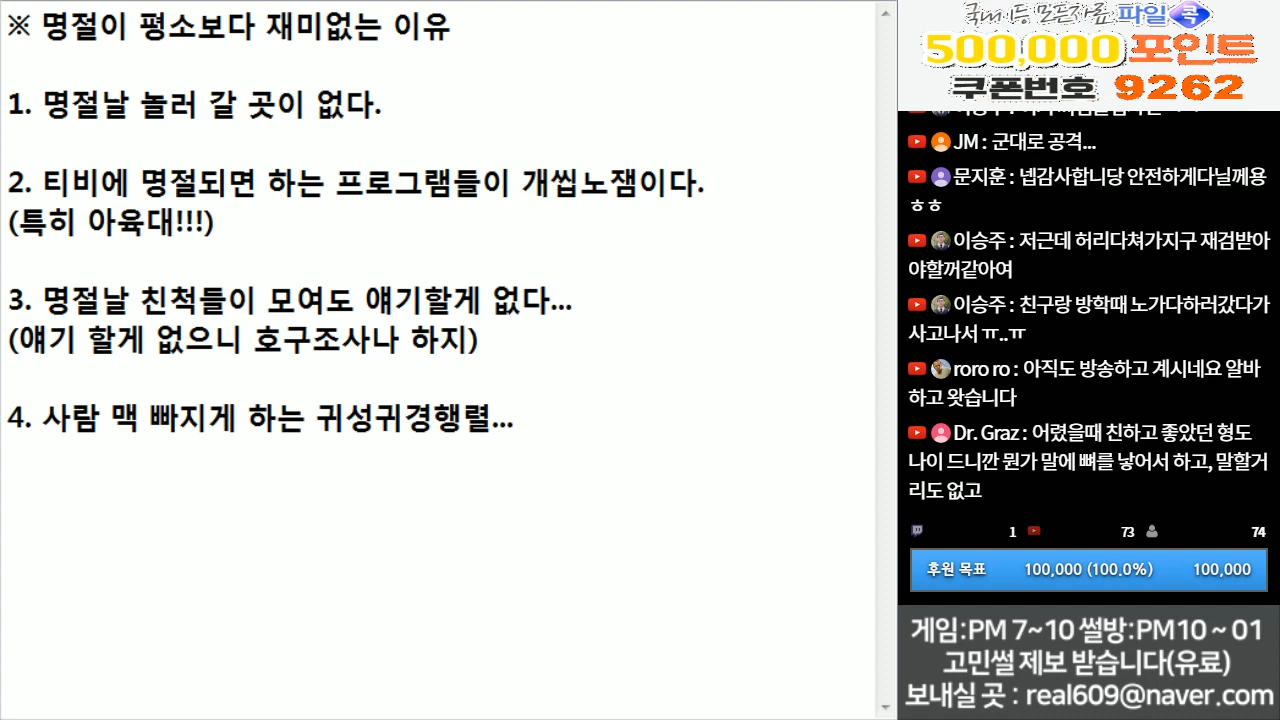 ※ 명절이 평소보다 재미없는 이유
1. 명절날 놀러 갈 곳이 없다.
2. 티비에 명절되면 하는 프로그램들이 개씹노잼이다.
(특히 아육대!!!)
3. 명절날 친척들이 모여도 얘기할게 없다...
(얘기 할게 없으니 호구조사나 하지)
4. 사람 맥 빠지게 하는 귀성귀경행렬...
국내 1등 모든자료 파일 콕
500,000 포인트
쿠폰번호 9262
JM : 군대로 공격...
문지훈 : 넵감사합니당 안전하게다닐께용
ㅎㅎ
이승주 : 저근데 허리다쳐가지구 재검받아
야할꺼같아여
이승주 : 친구랑 방학때 노가다하러갔다가
사고나서 ㅠ..ㅠ
roro ro : 아직도 방송하고 계시네요 알바
하고 왓습니다
Dr. Graz : 어렸을때 친하고 좋았던 형도
나이 드니깐 뭔가 말에 뼈를 낳어서 하고, 말할거
리도 없고
1 73 74
후원 목표 100,000 (100.0%) 100,000
게임:PM 7~10 썰방:PM10 ~ 01
고민썰 제보 받습니다(유료)
보내실 곳 : real609@naver.com